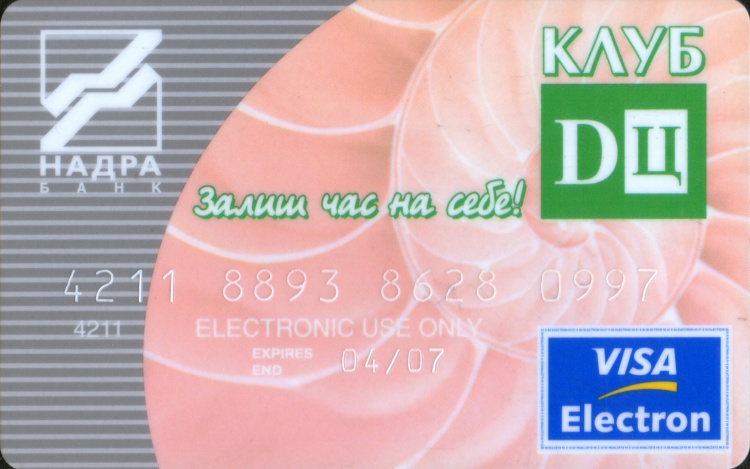 НАДРА
БАНК
КЛУБ
DЦ
Залиш час на себе!
4211 8893 8628 0997
4211 ELECTRONIC USE ONLY
EXPIRES
END 04/07
VISA
Electron